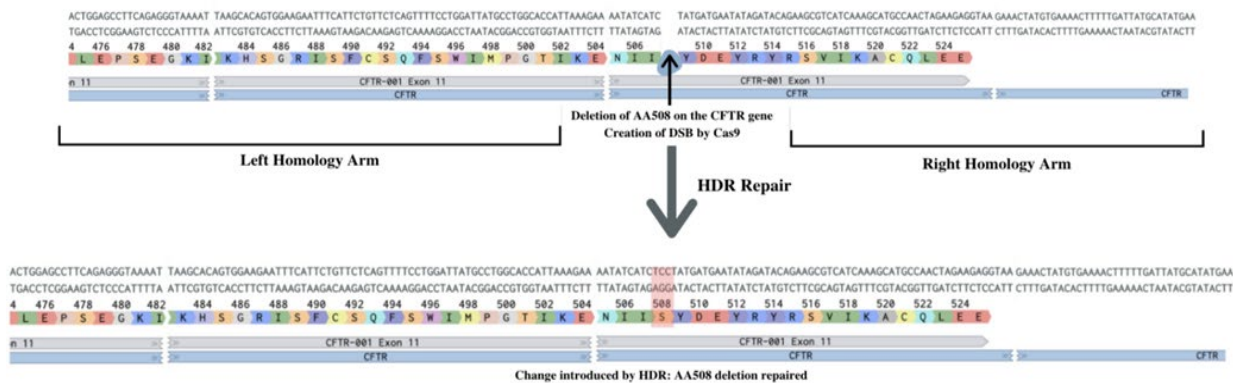 ACTGGAGCCTTCAGAGGGTAAAAT TAAGCACAGTGGAAGAATTTCATTCTGTTCTCAGTTTTCCTGGATTATGCCTGGCACCATTAAAGAA AATATCATC TATGATGAATATAGATACAGAAGCGTCATCAAAGCATGCCAACTAGAAGAGGTAA GAAACTATGTGAAAACTTTTTGATTATGCATATGAA
TGACCTCGGAAGTCTCCCATTTTA ATTCGTGTCACCTTCTTAAAGTAAGACAAGAGTCAAAAGGACCTAATACGGACCGTGGTAATTTCTT TTATAGTAG ATACTACTTATATCTATGTCTTCGCAGTAGTTTCGTACGGTTGATCTTCTCCATT CTTTGATACACTTTTGAAAAACTAATACGTATACTT
4 476 478 480 482 484 486 488 490 492 494 496 498 500 502 504 506 510 512 514 516 518 520 522 524
L E P S E G K I K H S G R I S F C S Q F S W I M P G T I K E N I I Y D E Y R Y R S V I K A C Q L E E
n 11 CFTR-001 Exon 11 CFTR-001 Exon 11
CFTR CFTR CFTR
Deletion of AA508 on the CFTR gene
Creation of DSB by Cas9
Left Homology Arm
Right Homology Arm
HDR Repair
ACTGGAGCCTTCAGAGGGTAAAAT TAAGCACAGTGGAAGAATTTCATTCTGTTCTCAGTTTTCCTGGATTATGCCTGGCACCATTAAAGAA AATATCATCTCCTATGATGAATATAGATACAGAAGCGTCATCAAAGCATGCCAACTAGAAGAGGTAA GAAACTATGTGAAAACTTTTTGATTATGCATATGAA
TGACCTCGGAAGTCTCCCATTTTA ATTCGTGTCACCTTCTTAAAGTAAGACAAGAGTCAAAAGGACCTAATACGGACCGTGGTAATTTCTT TTATAGTAGAGGATACTACTTATATCTATGTCTTCGCAGTAGTTTCGTACGGTTGATCTTCTCCATT CTTTGATACACTTTTGAAAAACTAATACGTATACTT
4 476 478 480 482 484 486 488 490 492 494 496 498 500 502 504 506 508 510 512 514 516 518 520 522 524
L E P S E G K I K H S G R I S F C S Q F S W I M P G T I K E N I I S Y D E Y R Y R S V I K A C Q L E E
n 11 CFTR-001 Exon 11 CFTR-001 Exon 11
CFTR CFTR CFTR
Change introduced by HDR: AA508 deletion repaired